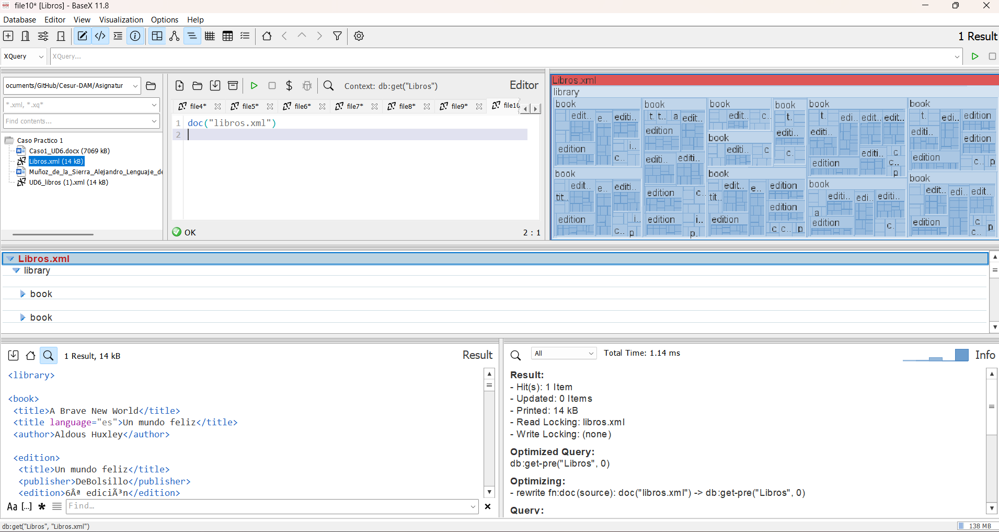 file10* [Libros] - BaseX 11.8
Database Editor View Visualization Options Help
1 Result
XQuery XQuery...
ocuments/GitHub/Cesur-DAM/Asignatur
*.xml, *.xq*
Find contents...
Caso Practico 1
Caso1_UD6.docx (7069 kB)
Libros.xml (14 kB)
Muñoz_de_la_Sierra_Alejandro_Lenguaje_de
UD6_libros (1).xml (14 kB)
Context: db:get("Libros") Editor
file4* file5* file6* file7* file8* file9* file10
1 doc("libros.xml")
2
OK 2 : 1
Libros.xml
library
book book book book book book
edit.. e.. editi.. t. t.. a edit.. edit.. c.. t. t. edi.. edit.. edit.. t. edi.. edition
edition editi.. editi.. editi.. edition
edition i.. c.. book editi.. c c. editi.. c c.. p edition c.. p
editi.. editi.. edition
book book book book
edit.. e.. editi.. edition c.. edit.. e.. edition editi.. edi.. editi.. edit.. edi.. edit..
tit.. tit.. edition a
edition i.. c.. p edition i.. p. edition c c.. p edition c. edition c c.. p
Libros.xml
library
book
book
1 Result, 14 kB Result
<library>
<book>
<title>A Brave New World</title>
<title language="es">Un mundo feliz</title>
<author>Aldous Huxley</author>
<edition>
<title>Un mundo feliz</title>
<publisher>DeBolsillo</publisher>
<edition>6Âª ediciÃ³n</edition>
Aa [...] * Find...
All Total Time: 1.14 ms Info
Result:
- Hit(s): 1 Item
- Updated: 0 Items
- Printed: 14 kB
- Read Locking: libros.xml
- Write Locking: (none)
Optimized Query:
db:get-pre("Libros", 0)
Optimizing:
- rewrite fn:doc(source): doc("libros.xml") -> db:get-pre("Libros", 0)
Query:
db:get("Libros", "Libros.xml") 138 MB